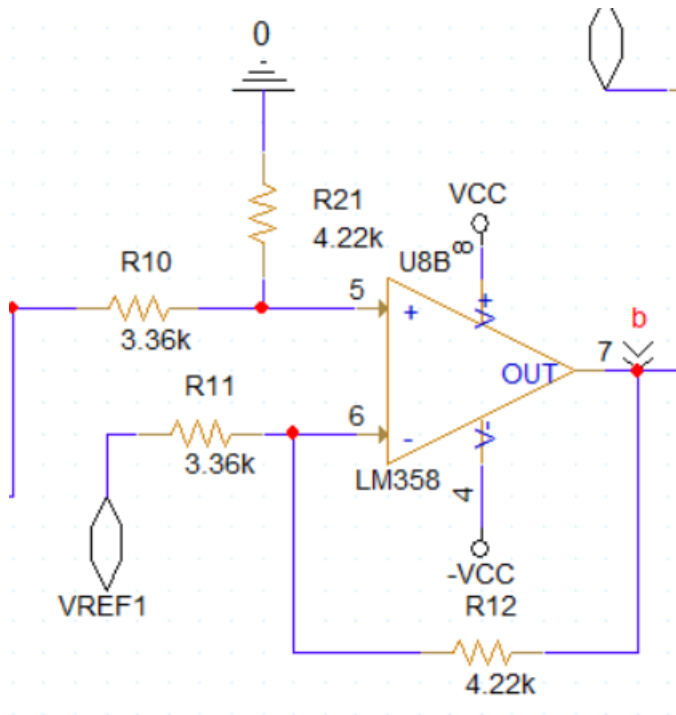 0
R21
4.22k
VCC
8
U8B
R10
3.36k
5
+
V+
b
7
OUT
R11
3.36k
6
-
V-
LM358
4
VREF1
-VCC
R12
4.22k